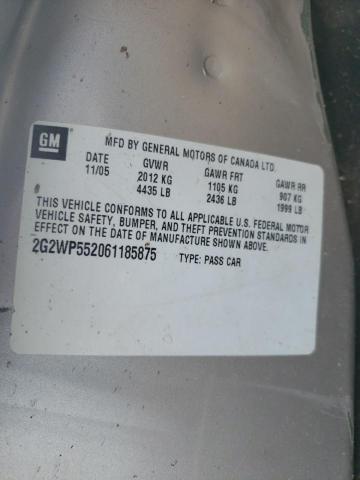 GM
MFD BY GENERAL MOTORS OF CANADA LTD.
DATE GVWR GAWR FRT GAWR RR
11/05 2012 KG 1105 KG 907 KG
4435 LB 2436 LB 1999 LB
THIS VEHICLE CONFORMS TO ALL APPLICABLE U.S. FEDERAL MOTOR
VEHICLE SAFETY, BUMPER, AND THEFT PREVENTION STANDARDS IN
EFFECT ON THE DATE OF MANUFACTURE SHOWN ABOVE.
2G2WP552061185875 TYPE: PASS CAR